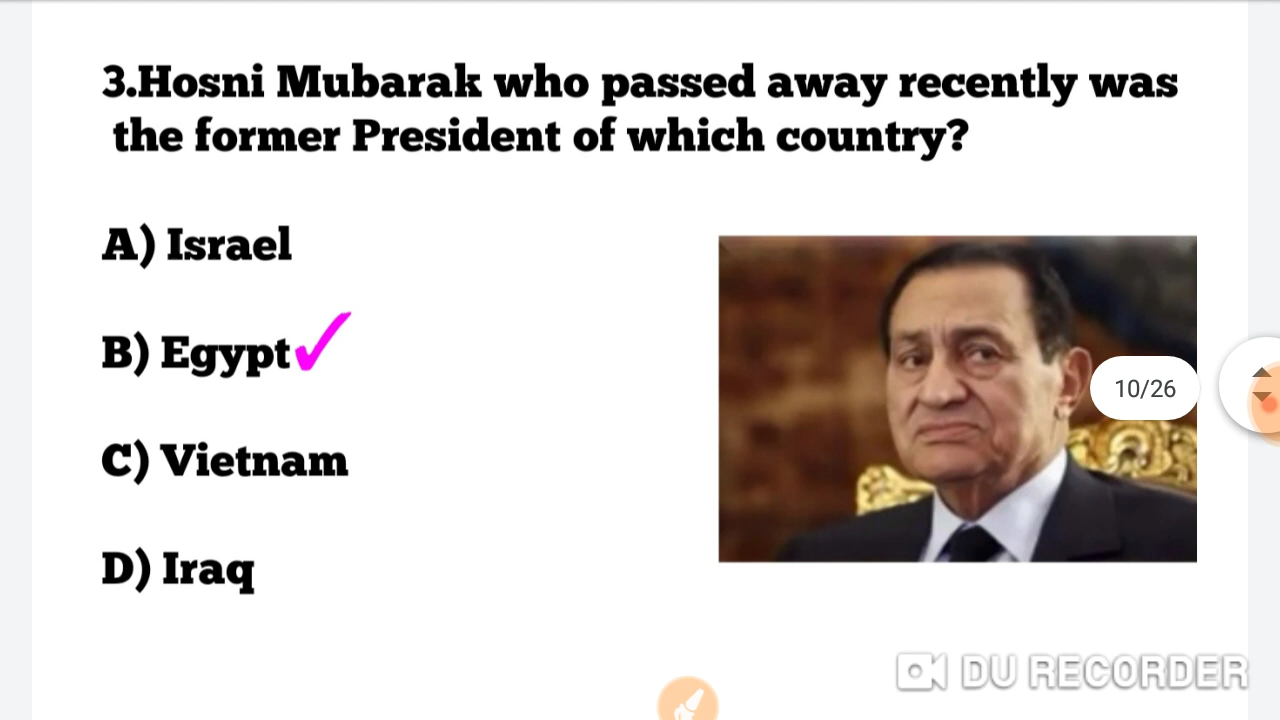 3.Hosni Mubarak who passed away recently was
the former President of which country?
A) Israel
B) Egypt
C) Vietnam
10/26
D) Iraq
DU RECORDER